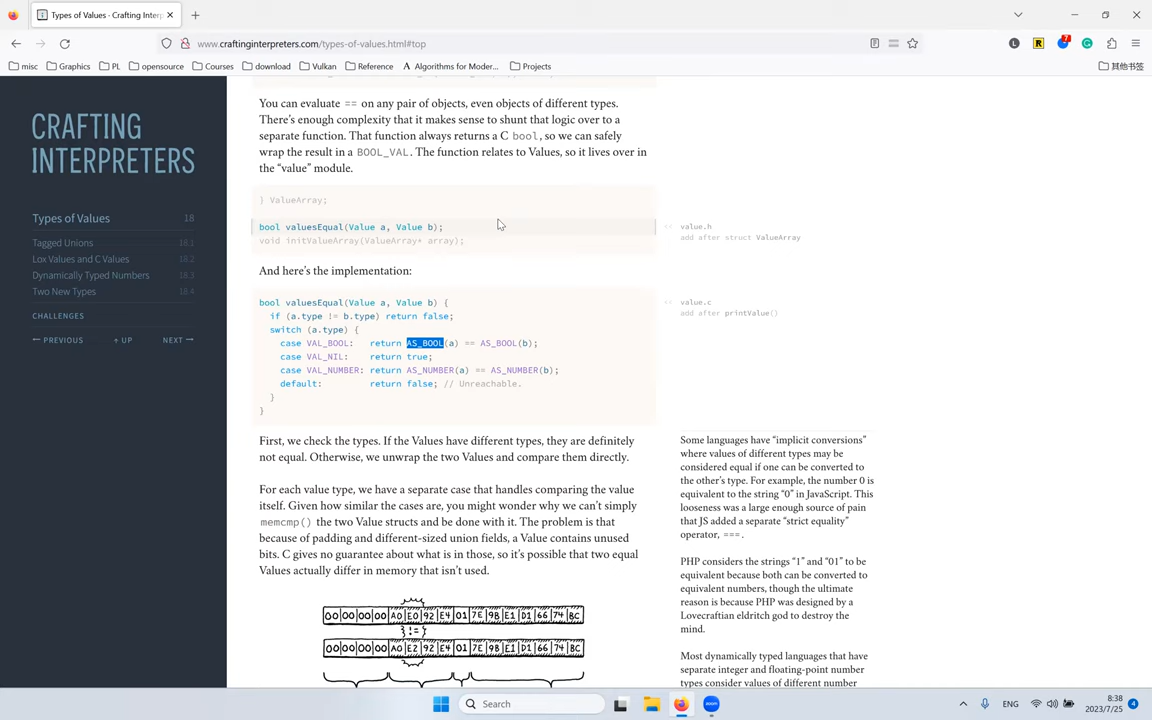 Types of Values - Crafting Interp
www.craftinginterpreters.com/types-of-values.html#top
misc Graphics PL opensource Courses download Vulkan Reference Algorithms for Moder... Projects 其他书签
CRAFTING
INTERPRETERS
Types of Values 18
Tagged Unions 18.1
Lox Values and C Values 18.2
Dynamically Typed Numbers 18.3
Two New Types 18.4
CHALLENGES
← PREVIOUS ↑ UP NEXT →
You can evaluate == on any pair of objects, even objects of different types.
There's enough complexity that it makes sense to shunt that logic over to a
separate function. That function always returns a C bool, so we can safely
wrap the result in a BOOL_VAL. The function relates to Values, so it lives over in
the “value” module.
} ValueArray;
bool valuesEqual(Value a, Value b);
void initValueArray(ValueArray* array);
<< value.h
add after struct ValueArray
And here's the implementation:
bool valuesEqual(Value a, Value b) {
if (a.type != b.type) return false;
switch (a.type) {
case VAL_BOOL: return AS_BOOL(a) == AS_BOOL(b);
case VAL_NIL: return true;
case VAL_NUMBER: return AS_NUMBER(a) == AS_NUMBER(b);
default: return false; // Unreachable.
}
}
<< value.c
add after printValue()
First, we check the types. If the Values have different types, they are definitely
not equal. Otherwise, we unwrap the two Values and compare them directly.
For each value type, we have a separate case that handles comparing the value
itself. Given how similar the cases are, you might wonder why we can't simply
memcmp() the two Value structs and be done with it. The problem is that
because of padding and different-sized union fields, a Value contains unused
bits. C gives no guarantee about what is in those, so it's possible that two equal
Values actually differ in memory that isn't used.
00 00 00 00 A0 E0 92 E4 01 7E 9B E1 D1 66 74 BC
!=
00 00 00 00 A0 E2 92 E4 01 7E 9B E1 D1 66 74 BC
Some languages have “implicit conversions”
where values of different types may be
considered equal if one can be converted to
the other's type. For example, the number 0 is
equivalent to the string “0” in JavaScript. This
looseness was a large enough source of pain
that JS added a separate “strict equality”
operator, ===.
PHP considers the strings “1” and “01” to be
equivalent because both can be converted to
equivalent numbers, though the ultimate
reason is because PHP was designed by a
Lovecraftian eldritch god to destroy the
mind.
Most dynamically typed languages that have
separate integer and floating-point number
types consider values of different number
Search
ENG
8:38
2023/7/25